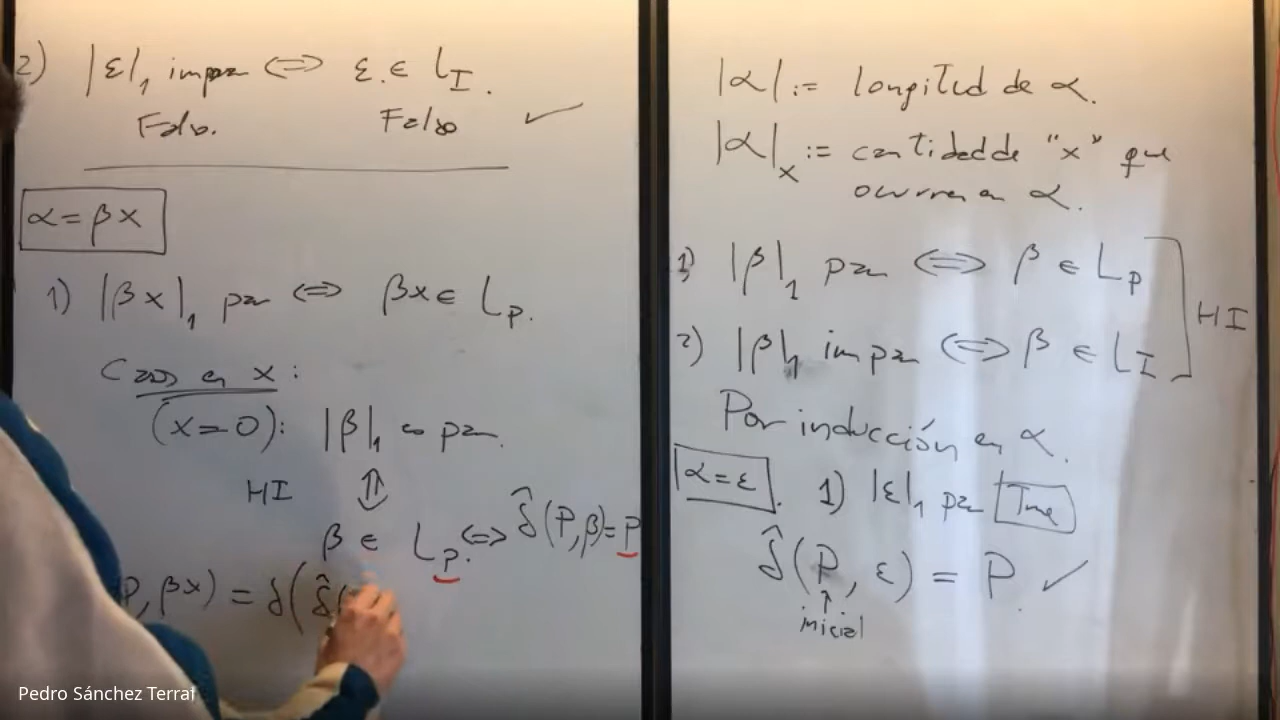 2) |ε|₁ impar ⇔ ε ∈ L_I.
Falso. Falso ✓
α = βx
1) |βx|₁ par ⇔ βx ∈ L_P.
Casos en x:
(x=0): |β|₁ es par.
HI ⇕
β ∈ L_P. ⇔ δ̂(P,β)=P
P, βx) = δ(δ̂(
|α| := longitud de α.
|α|ₓ := cantidad de "x" que
ocurren en α.
1) |β|₁ par ⇔ β ∈ L_P
2) |β|₁ impar ⇔ β ∈ L_I
HI
Por inducción en α.
α = ε. 1) |ε|₁ par True
δ̂(P, ε) = P. ✓
↑
inicial
Pedro Sánchez Terraf